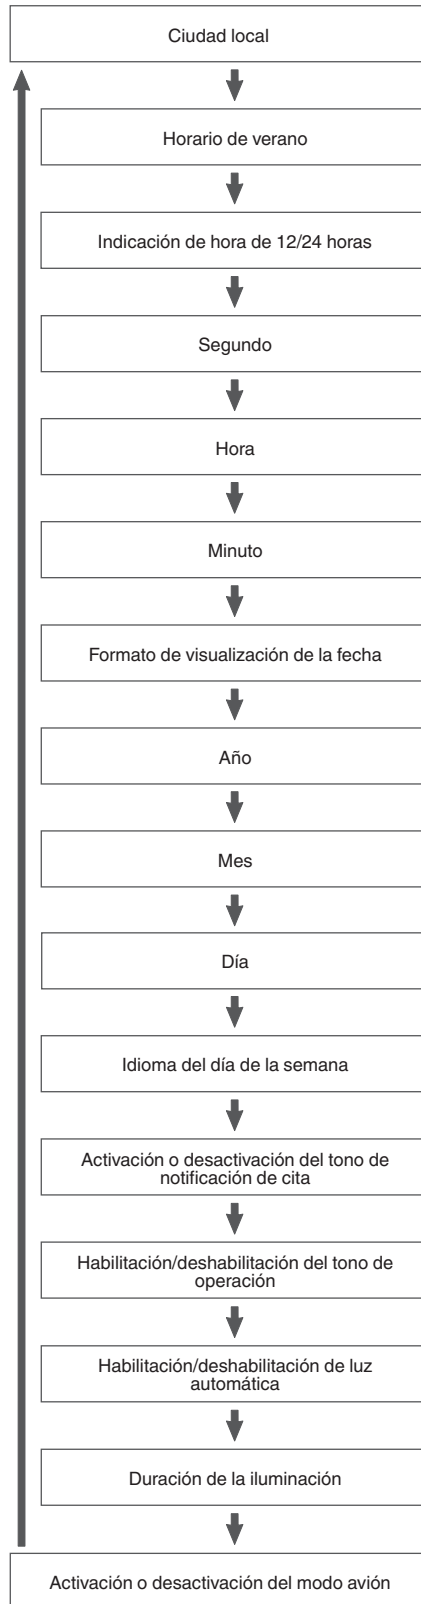 Ciudad local
Horario de verano
Indicación de hora de 12/24 horas
Segundo
Hora
Minuto
Formato de visualización de la fecha
Año
Mes
Día
Idioma del día de la semana
Activación o desactivación del tono de
notificación de cita
Habilitación/deshabilitación del tono de
operación
Habilitación/deshabilitación de luz
automática
Duración de la iluminación
Activación o desactivación del modo avión